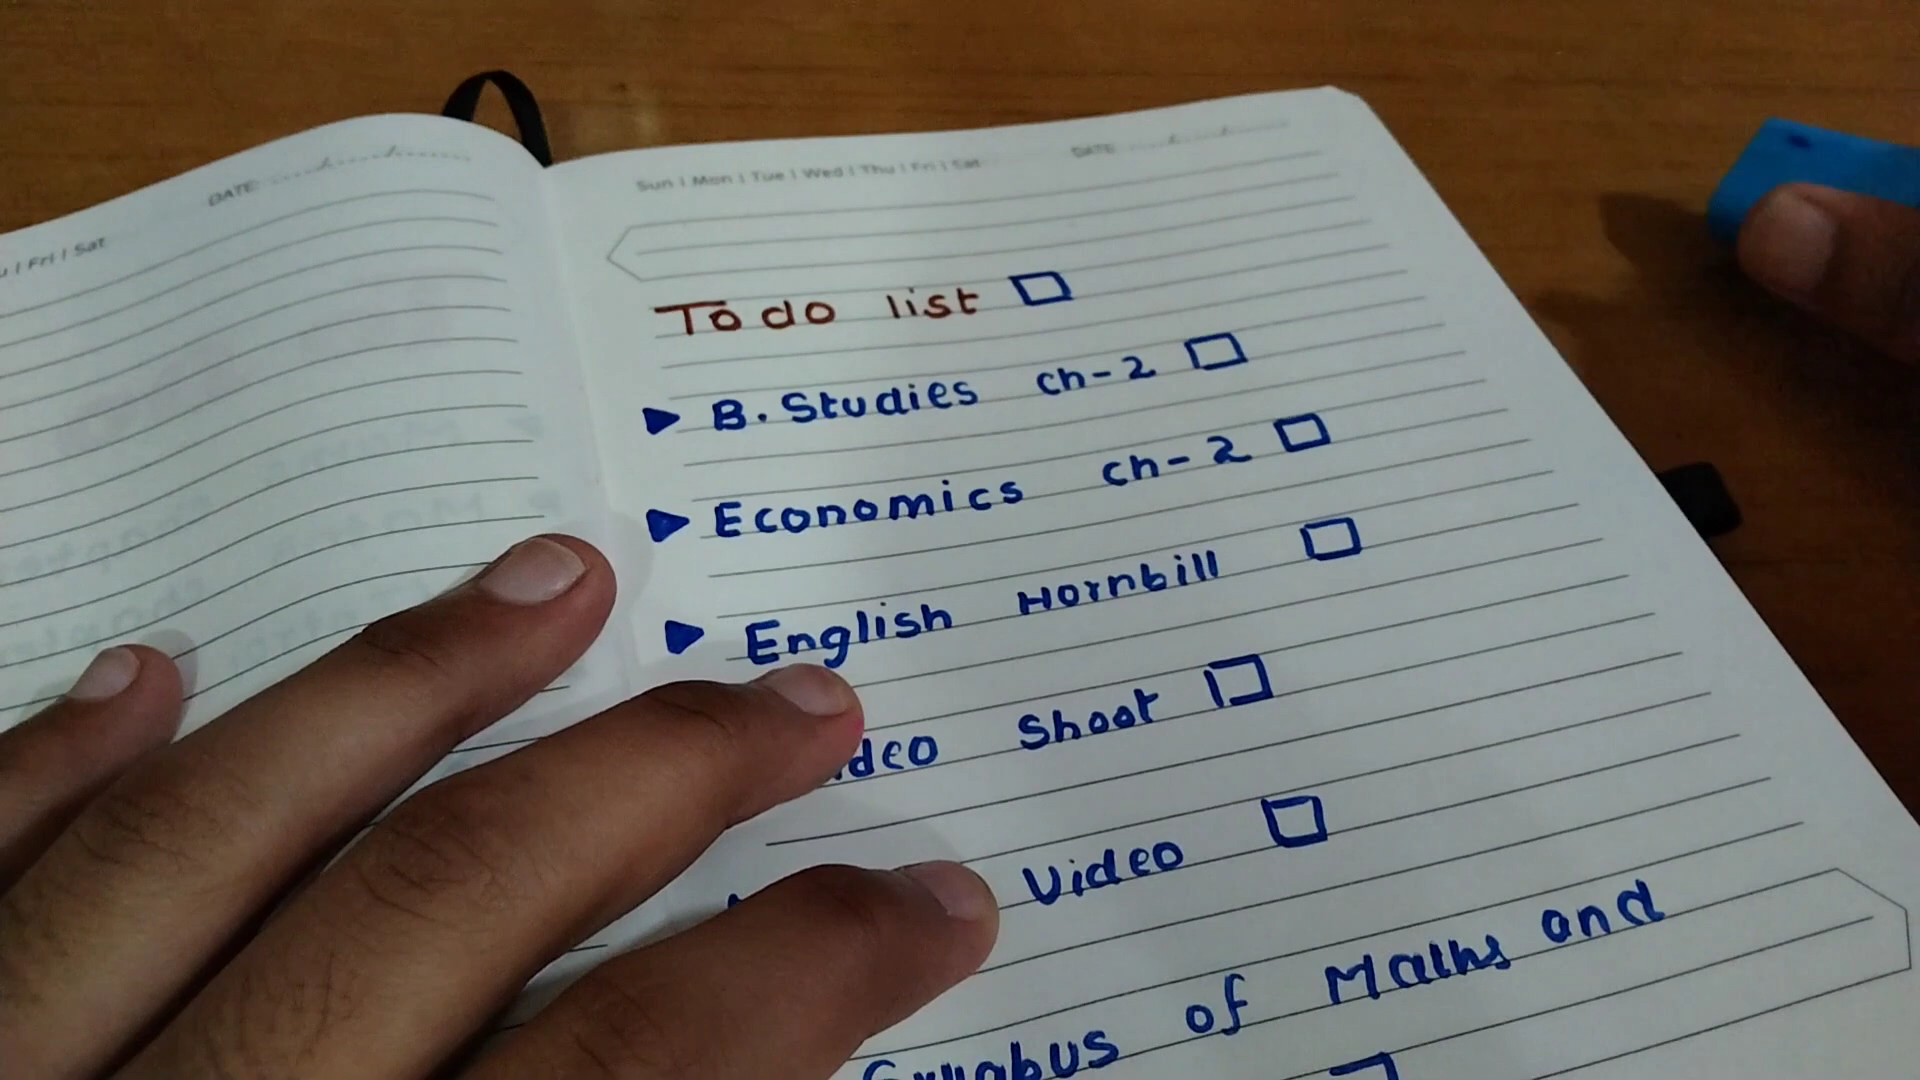 DATE
u | Fri | Sat
Sun | Mon | Tue | Wed | Thu | Fri | Sat DATE
To do list
B. Studies ch-2
Economics ch-2
English Hornbill
Shoot
Video
of Maths and